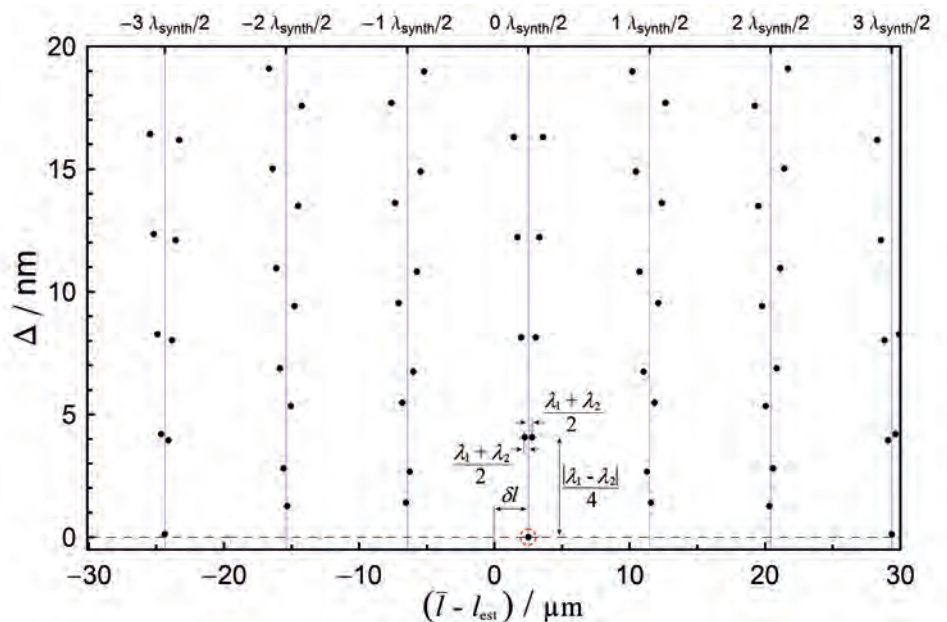 −3 λsynth/2 −2 λsynth/2 −1 λsynth/2 0 λsynth/2 1 λsynth/2 2 λsynth/2 3 λsynth/2
20
15
10
5
0
Δ / nm
λ₁ + λ₂
2
λ₁ + λ₂
2
|λ₁ - λ₂|
4
δl
−30 −20 −10 0 10 20 30
(l̅ - lest) / μm